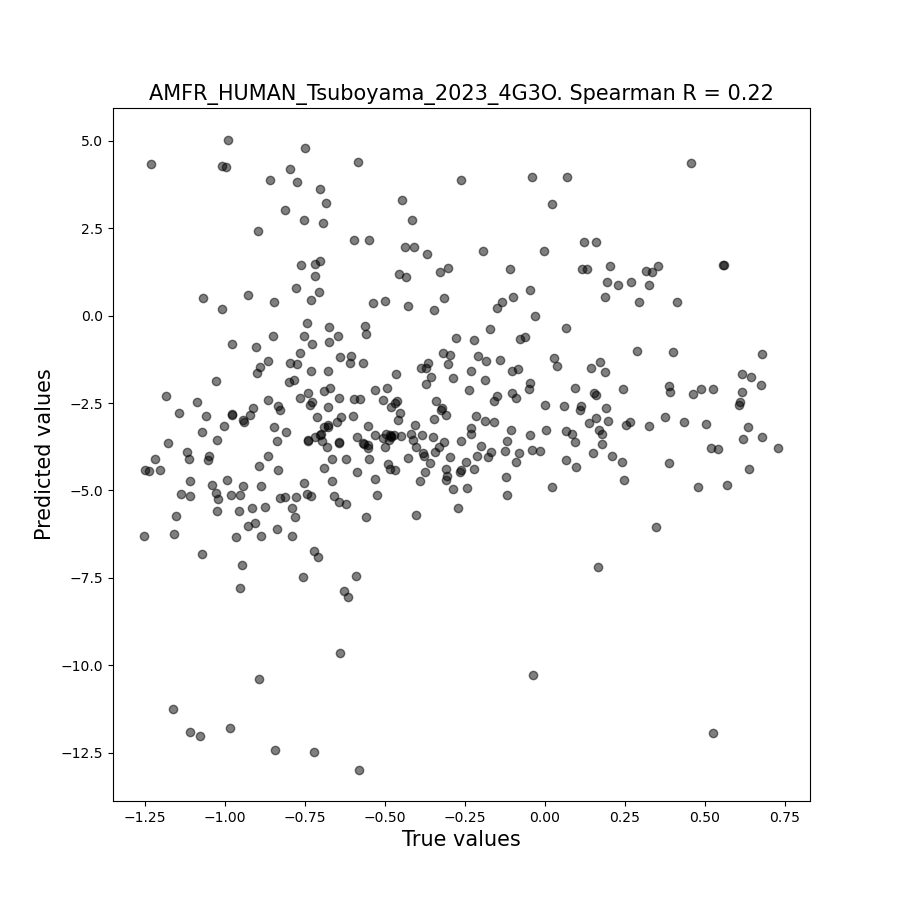 AMFR_HUMAN_Tsuboyama_2023_4G3O. Spearman R = 0.22
Predicted values
5.0
2.5
0.0
−2.5
−5.0
−7.5
−10.0
−12.5
−1.25 −1.00 −0.75 −0.50 −0.25 0.00 0.25 0.50 0.75
True values